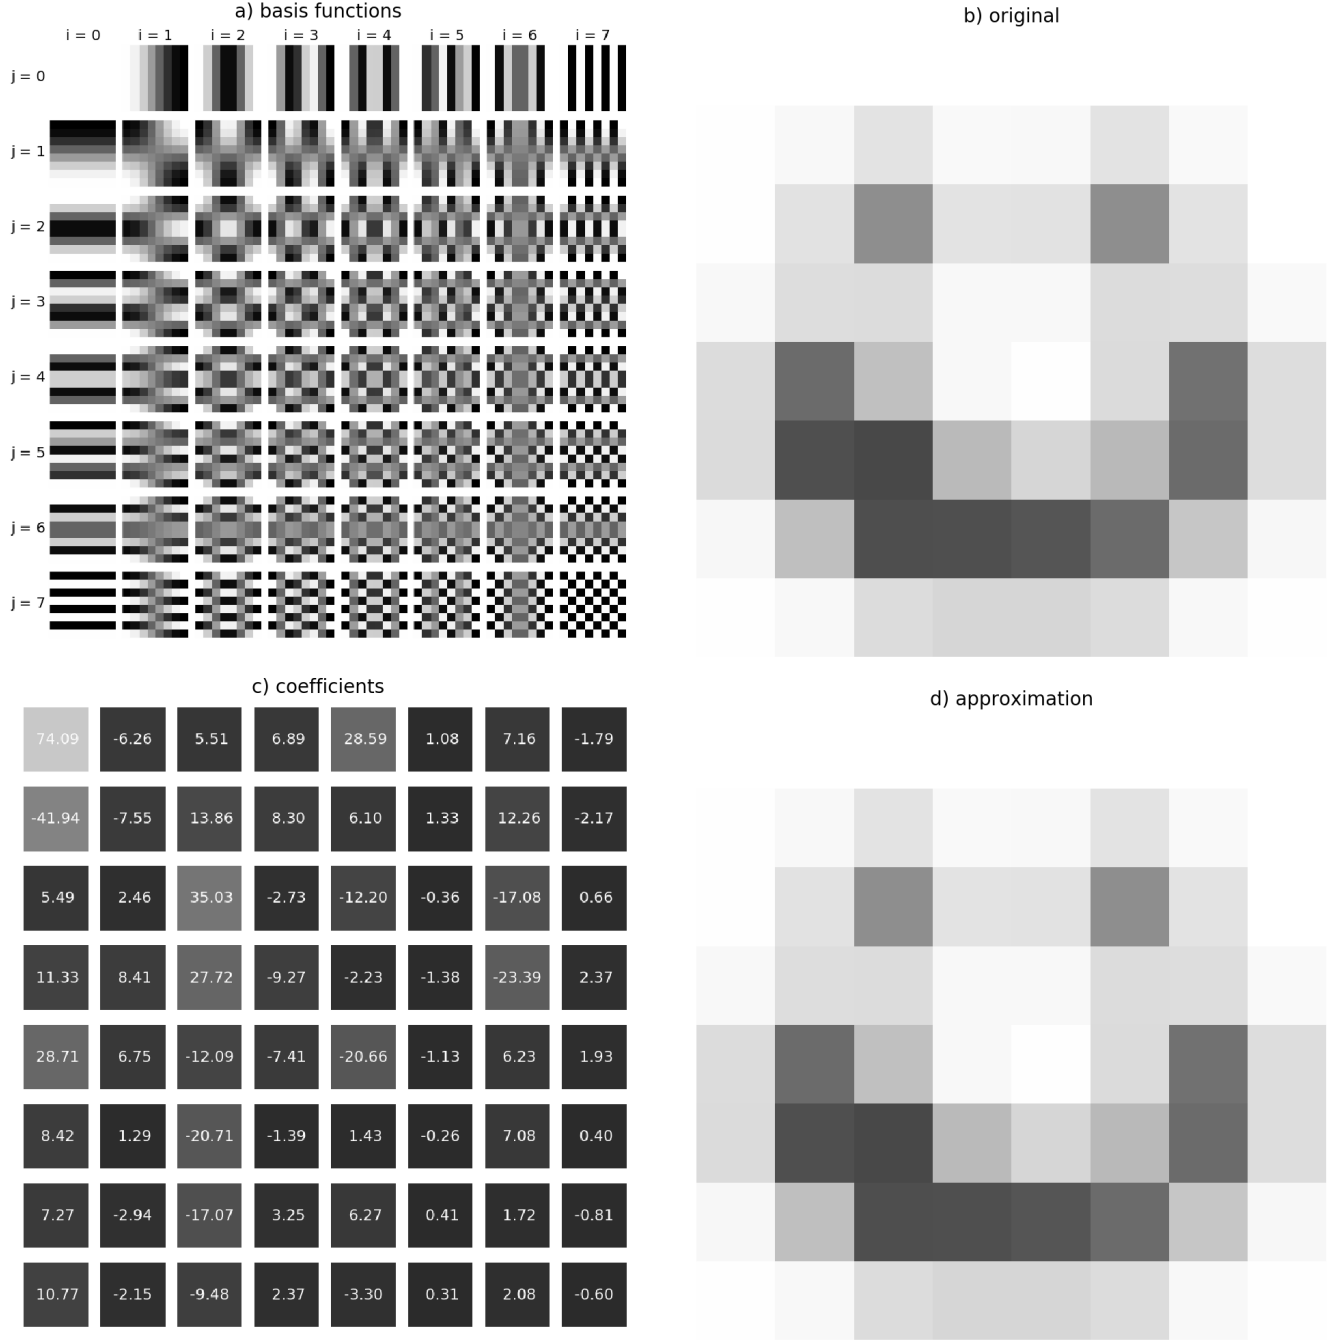 a) basis functions
i = 0 i = 1 i = 2 i = 3 i = 4 i = 5 i = 6 i = 7
j = 0
j = 1
j = 2
j = 3
j = 4
j = 5
j = 6
j = 7
b) original
c) coefficients
74.09 -6.26 5.51 6.89 28.59 1.08 7.16 -1.79
-41.94 -7.55 13.86 8.30 6.10 1.33 12.26 -2.17
5.49 2.46 35.03 -2.73 -12.20 -0.36 -17.08 0.66
11.33 8.41 27.72 -9.27 -2.23 -1.38 -23.39 2.37
28.71 6.75 -12.09 -7.41 -20.66 -1.13 6.23 1.93
8.42 1.29 -20.71 -1.39 1.43 -0.26 7.08 0.40
7.27 -2.94 -17.07 3.25 6.27 0.41 1.72 -0.81
10.77 -2.15 -9.48 2.37 -3.30 0.31 2.08 -0.60
d) approximation